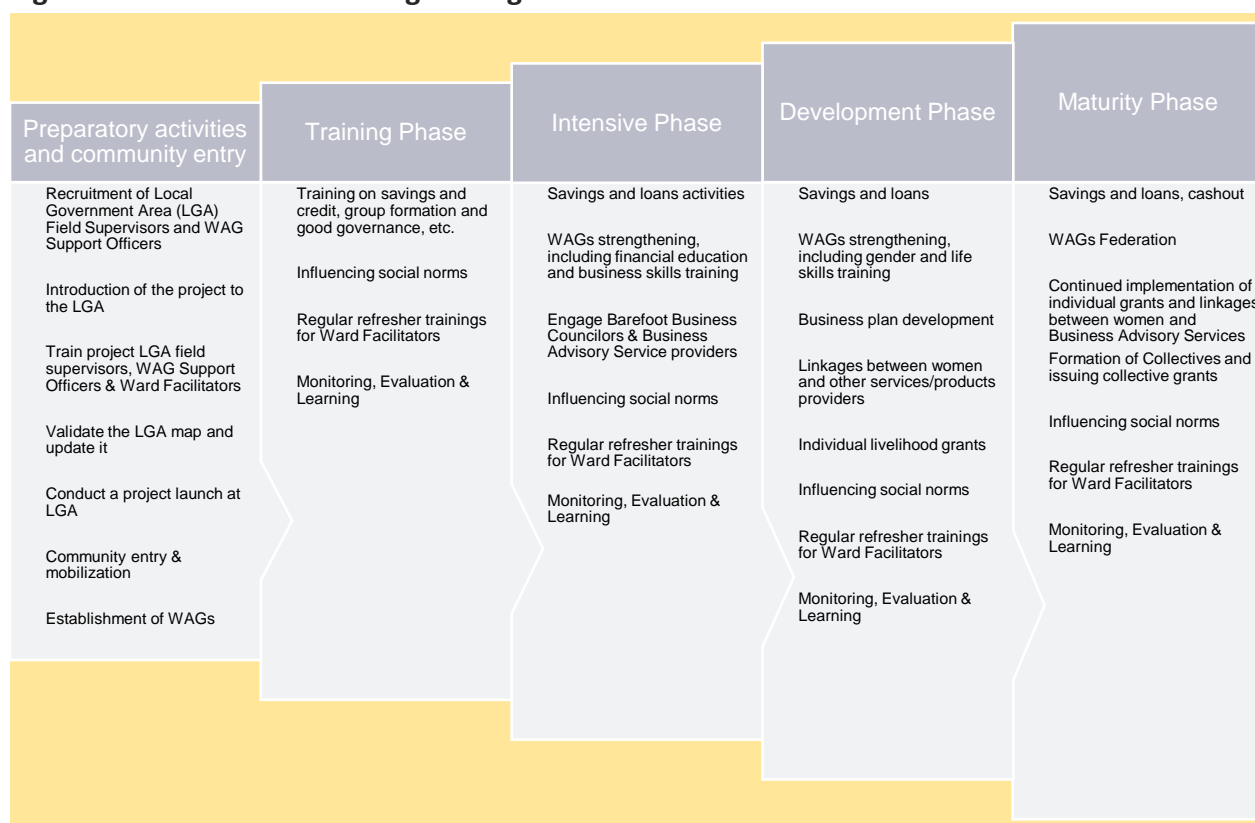 Preparatory activities
and community entry
Recruitment of Local
Government Area (LGA)
Field Supervisors and WAG
Support Officers
Introduction of the project to
the LGA
Train project LGA field
supervisors, WAG Support
Officers & Ward Facilitators
Validate the LGA map and
update it
Conduct a project launch at
LGA
Community entry &
mobilization
Establishment of WAGs
Training Phase
Training on savings and
credit, group formation and
good governance, etc.
Influencing social norms
Regular refresher trainings
for Ward Facilitators
Monitoring, Evaluation &
Learning
Intensive Phase
Savings and loans activities
WAGs strengthening,
including financial education
and business skills training
Engage Barefoot Business
Councilors & Business
Advisory Service providers
Influencing social norms
Regular refresher trainings
for Ward Facilitators
Monitoring, Evaluation &
Learning
Development Phase
Savings and loans
WAGs strengthening,
including gender and life
skills training
Business plan development
Linkages between women
and other services/products
providers
Individual livelihood grants
Influencing social norms
Regular refresher trainings
for Ward Facilitators
Monitoring, Evaluation &
Learning
Maturity Phase
Savings and loans, cashout
WAGs Federation
Continued implementation of
individual grants and linkages
between women and
Business Advisory Services
Formation of Collectives and
issuing collective grants
Influencing social norms
Regular refresher trainings
for Ward Facilitators
Monitoring, Evaluation &
Learning